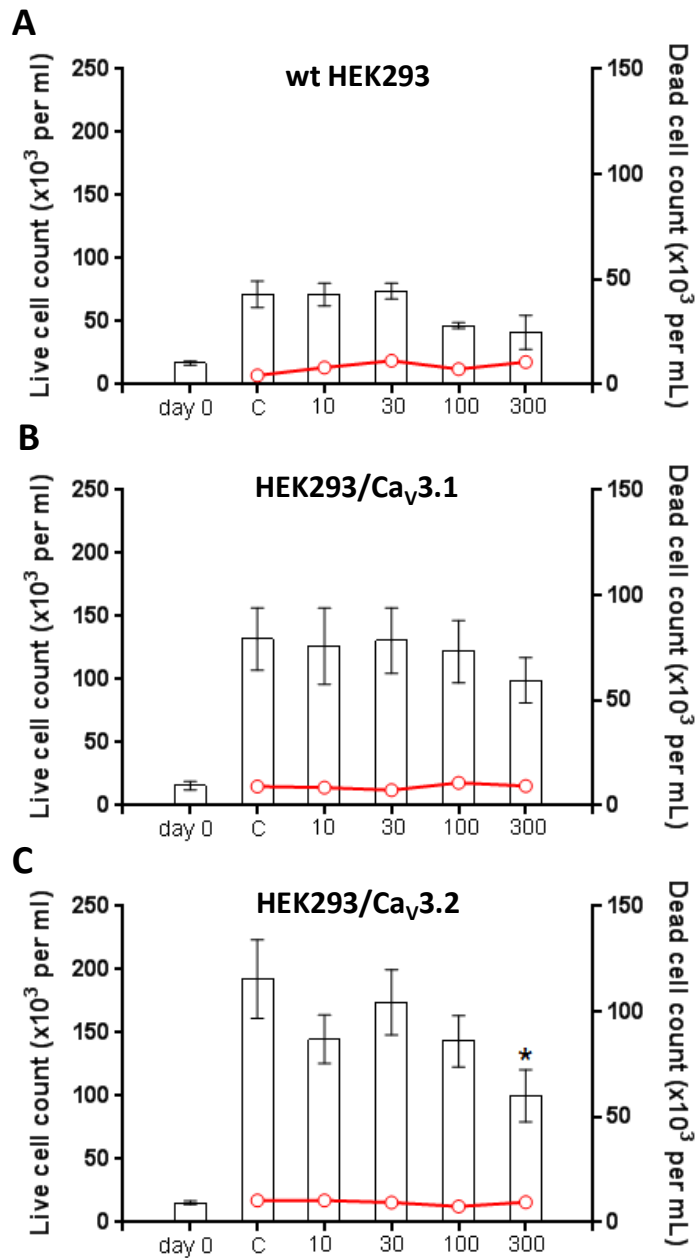 A
wt HEK293
Live cell count (x10³ per ml)
250
200
150
100
50
0
Dead cell count (x10³ per mL)
150
100
50
0
day 0 C 10 30 100 300
B
HEK293/CaV3.1
Live cell count (x10³ per ml)
250
200
150
100
50
0
Dead cell count (x10³ per mL)
150
100
50
0
day 0 C 10 30 100 300
C
HEK293/CaV3.2
Live cell count (x10³ per ml)
250
200
150
100
50
0
Dead cell count (x10³ per mL)
150
100
50
0
*
day 0 C 10 30 100 300